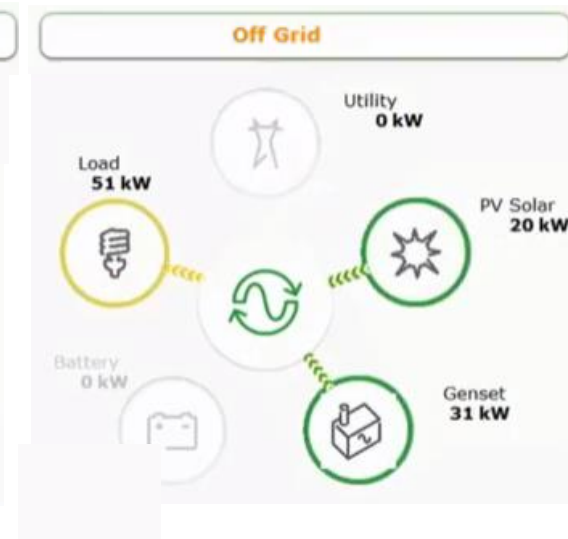 Off Grid
Utility
0 kW
Load
51 kW
PV Solar
20 kW
Battery
0 kW
Genset
31 kW